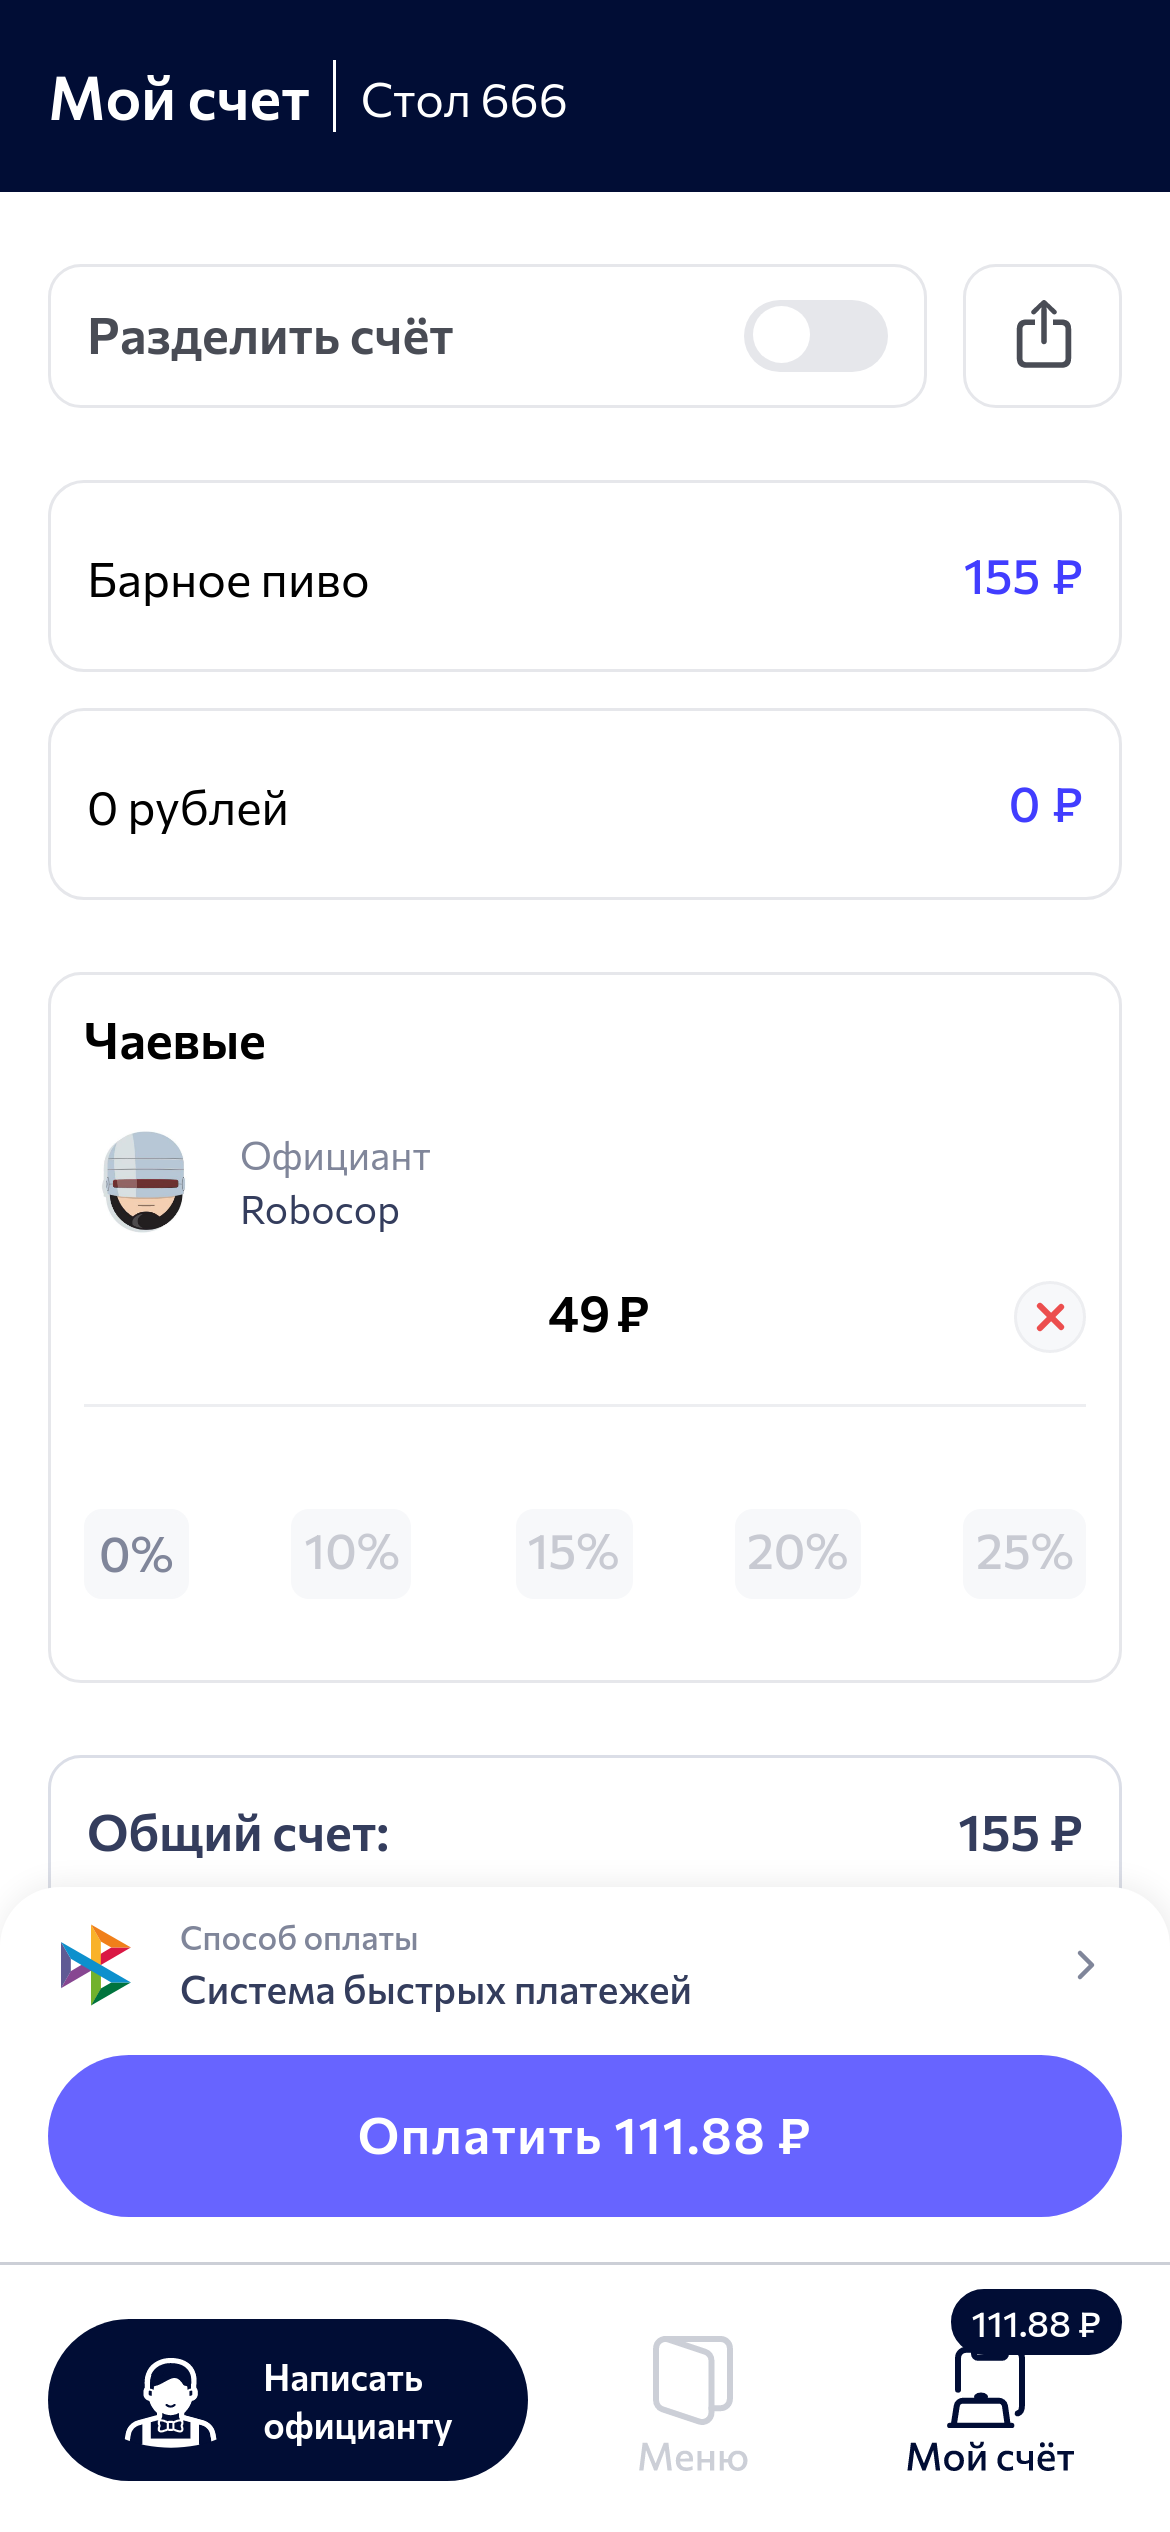 Мой счет
Стол 666
Разделить счёт
Барное пиво
155 ₽
0 рублей
0 ₽
Чаевые
Официант
Robocop
49 ₽
0%
10%
15%
20%
25%
Общий счет:
155 ₽
Способ оплаты
Система быстрых платежей
Оплатить 111.88 ₽
Написать
официанту
Меню
111.88 ₽
Мой счёт